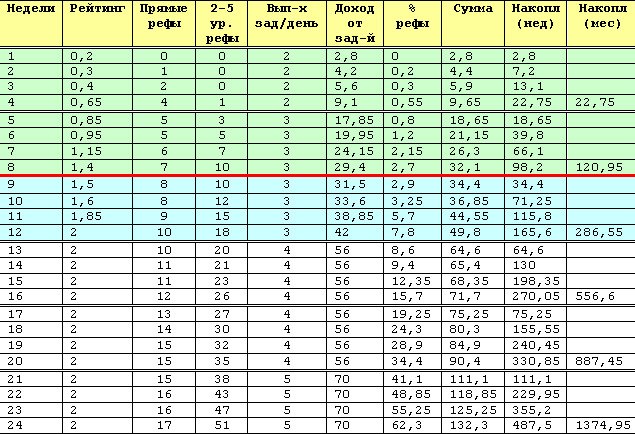 Недели Рейтинг Прямые рефы 2-5 ур. рефы Вып-х зад/день Доход от зад-й % рефы Сумма Накопл (нед) Накопл (мес)
1 0,2 0 0 2 2,8 0 2,8 2,8
2 0,3 1 0 2 4,2 0,2 4,4 7,2
3 0,4 2 0 2 5,6 0,3 5,9 13,1
4 0,65 4 1 2 9,1 0,55 9,65 22,75 22,75
5 0,85 5 3 3 17,85 0,8 18,65 18,65
6 0,95 5 5 3 19,95 1,2 21,15 39,8
7 1,15 6 7 3 24,15 2,15 26,3 66,1
8 1,4 7 10 3 29,4 2,7 32,1 98,2 120,95
9 1,5 8 10 3 31,5 2,9 34,4 34,4
10 1,6 8 12 3 33,6 3,25 36,85 71,25
11 1,85 9 15 3 38,85 5,7 44,55 115,8
12 2 10 18 3 42 7,8 49,8 165,6 286,55
13 2 10 20 4 56 8,6 64,6 64,6
14 2 11 21 4 56 9,4 65,4 130
15 2 11 23 4 56 12,35 68,35 198,35
16 2 12 26 4 56 15,7 71,7 270,05 556,6
17 2 13 27 4 56 19,25 75,25 75,25
18 2 14 30 4 56 24,3 80,3 155,55
19 2 15 32 4 56 28,9 84,9 240,45
20 2 15 35 4 56 34,4 90,4 330,85 887,45
21 2 15 38 5 70 41,1 111,1 111,1
22 2 16 43 5 70 48,85 118,85 229,95
23 2 16 47 5 70 55,25 125,25 355,2
24 2 17 51 5 70 62,3 132,3 487,5 1374,95